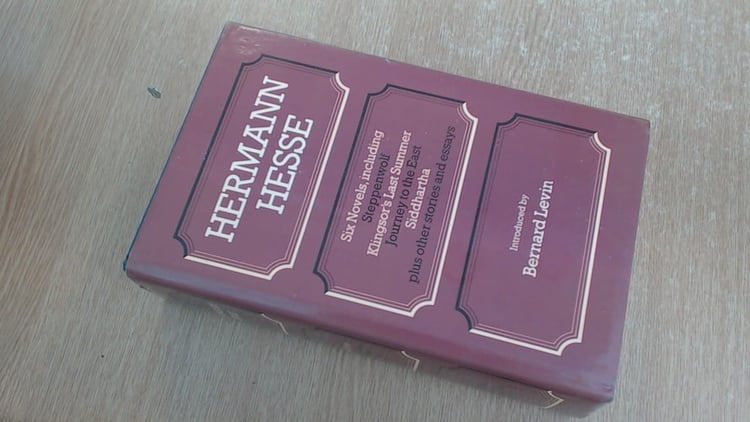 HERMANN
HESSE
Six Novels, including
Steppenwolf
Klingsor's Last Summer
Journey to the East
Siddhartha
plus other stories and essays
Introduced by
Bernard Levin